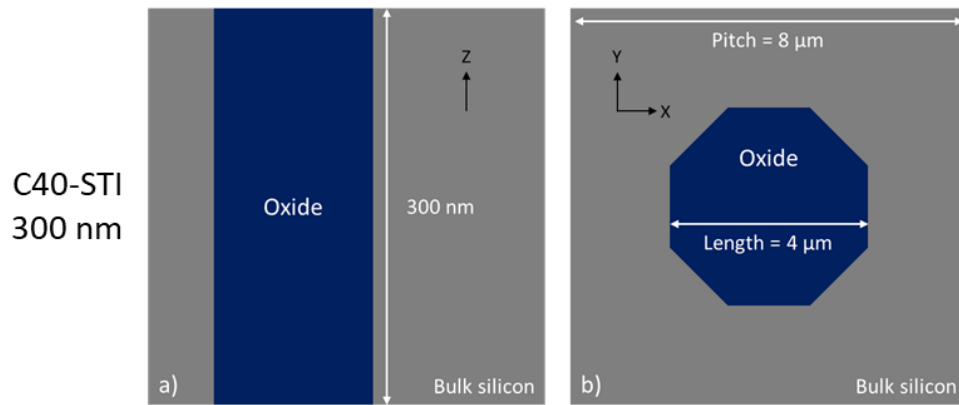 C40-STI
300 nm
Z
Oxide
300 nm
a)
Bulk silicon
Pitch = 8 µm
Y
X
Oxide
Length = 4 µm
b)
Bulk silicon